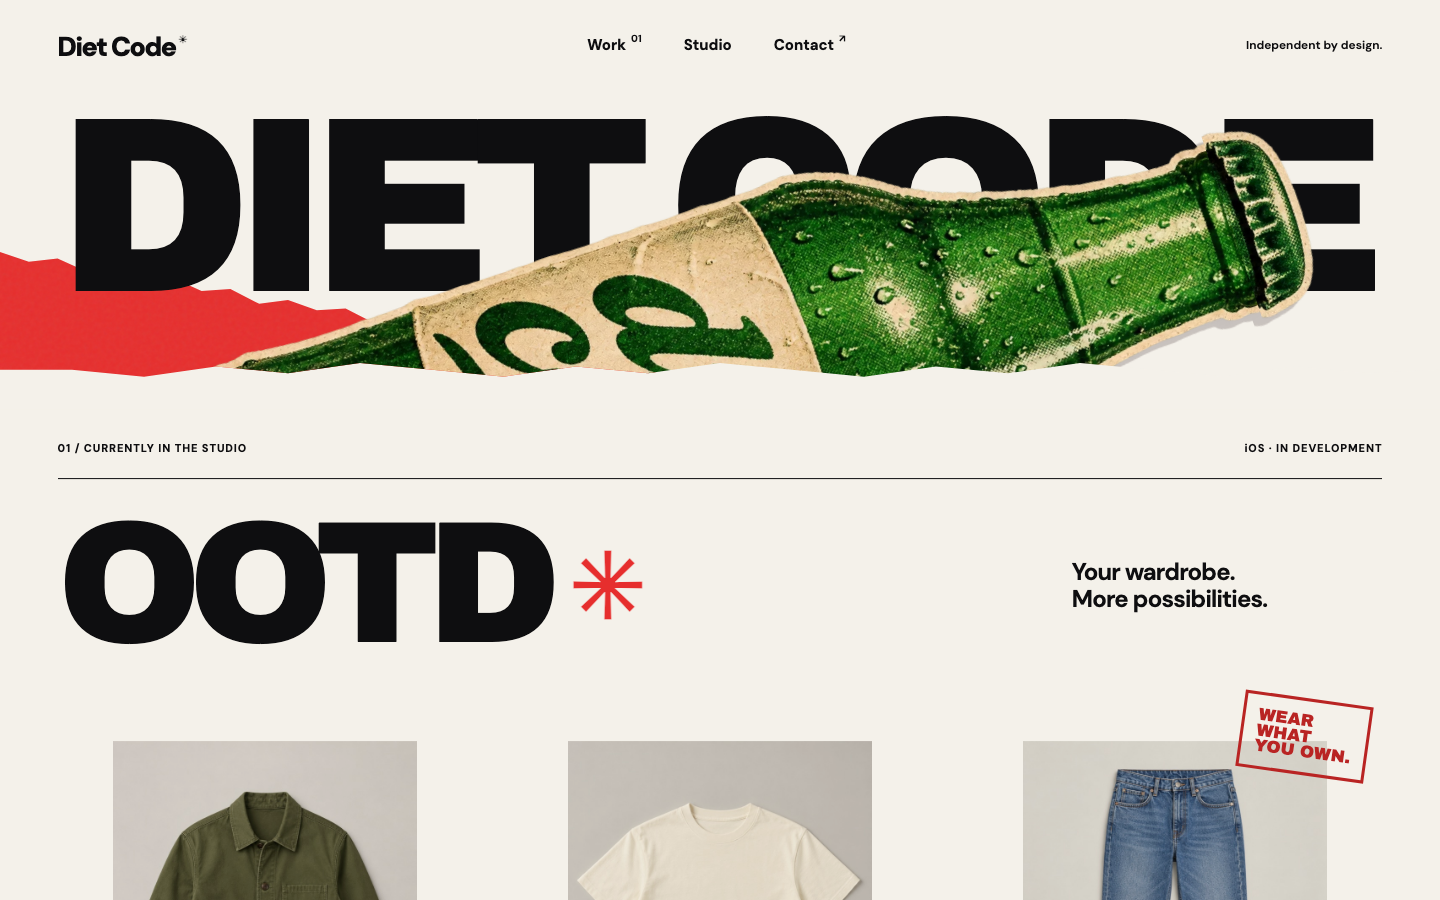 Diet Code*
Work 01
Studio
Contact ↗
Independent by design.
DIET CODE
01 / CURRENTLY IN THE STUDIO
iOS · IN DEVELOPMENT
OOTD
Your wardrobe.
More possibilities.
WEAR
WHAT
YOU OWN.